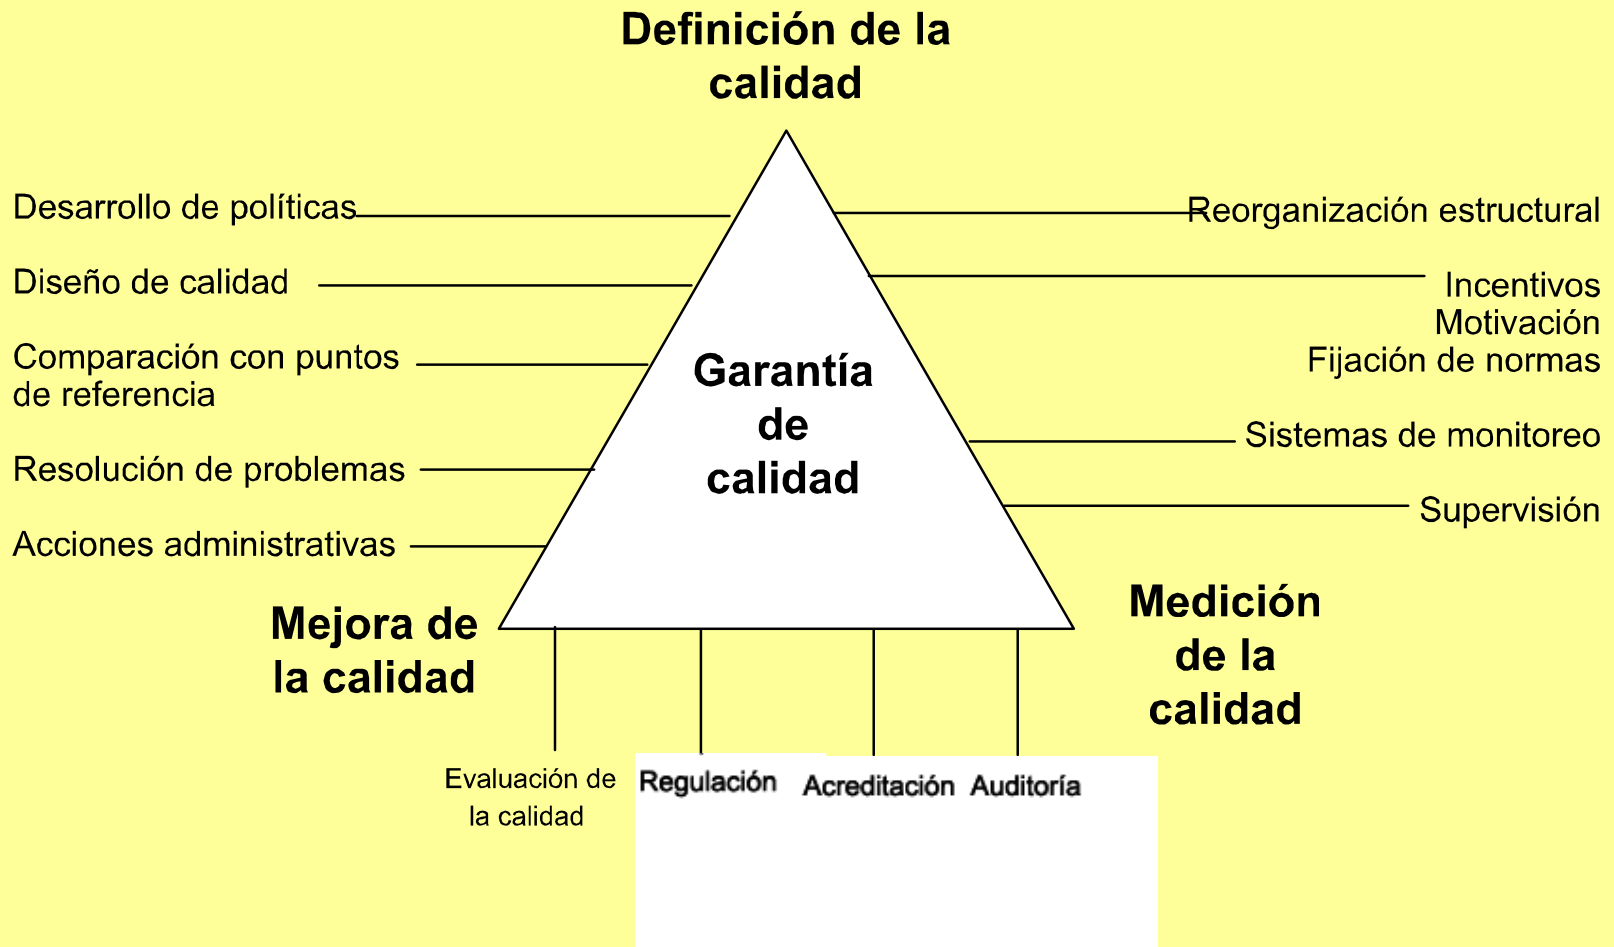 Definición de la
calidad
Desarrollo de políticas
Reorganización estructural
Diseño de calidad
Incentivos
Motivación
Fijación de normas
Comparación con puntos
de referencia
Garantía
de
calidad
Sistemas de monitoreo
Resolución de problemas
Supervisión
Acciones administrativas
Mejora de
la calidad
Medición
de la
calidad
Evaluación de
la calidad
Regulación
Acreditación
Auditoría